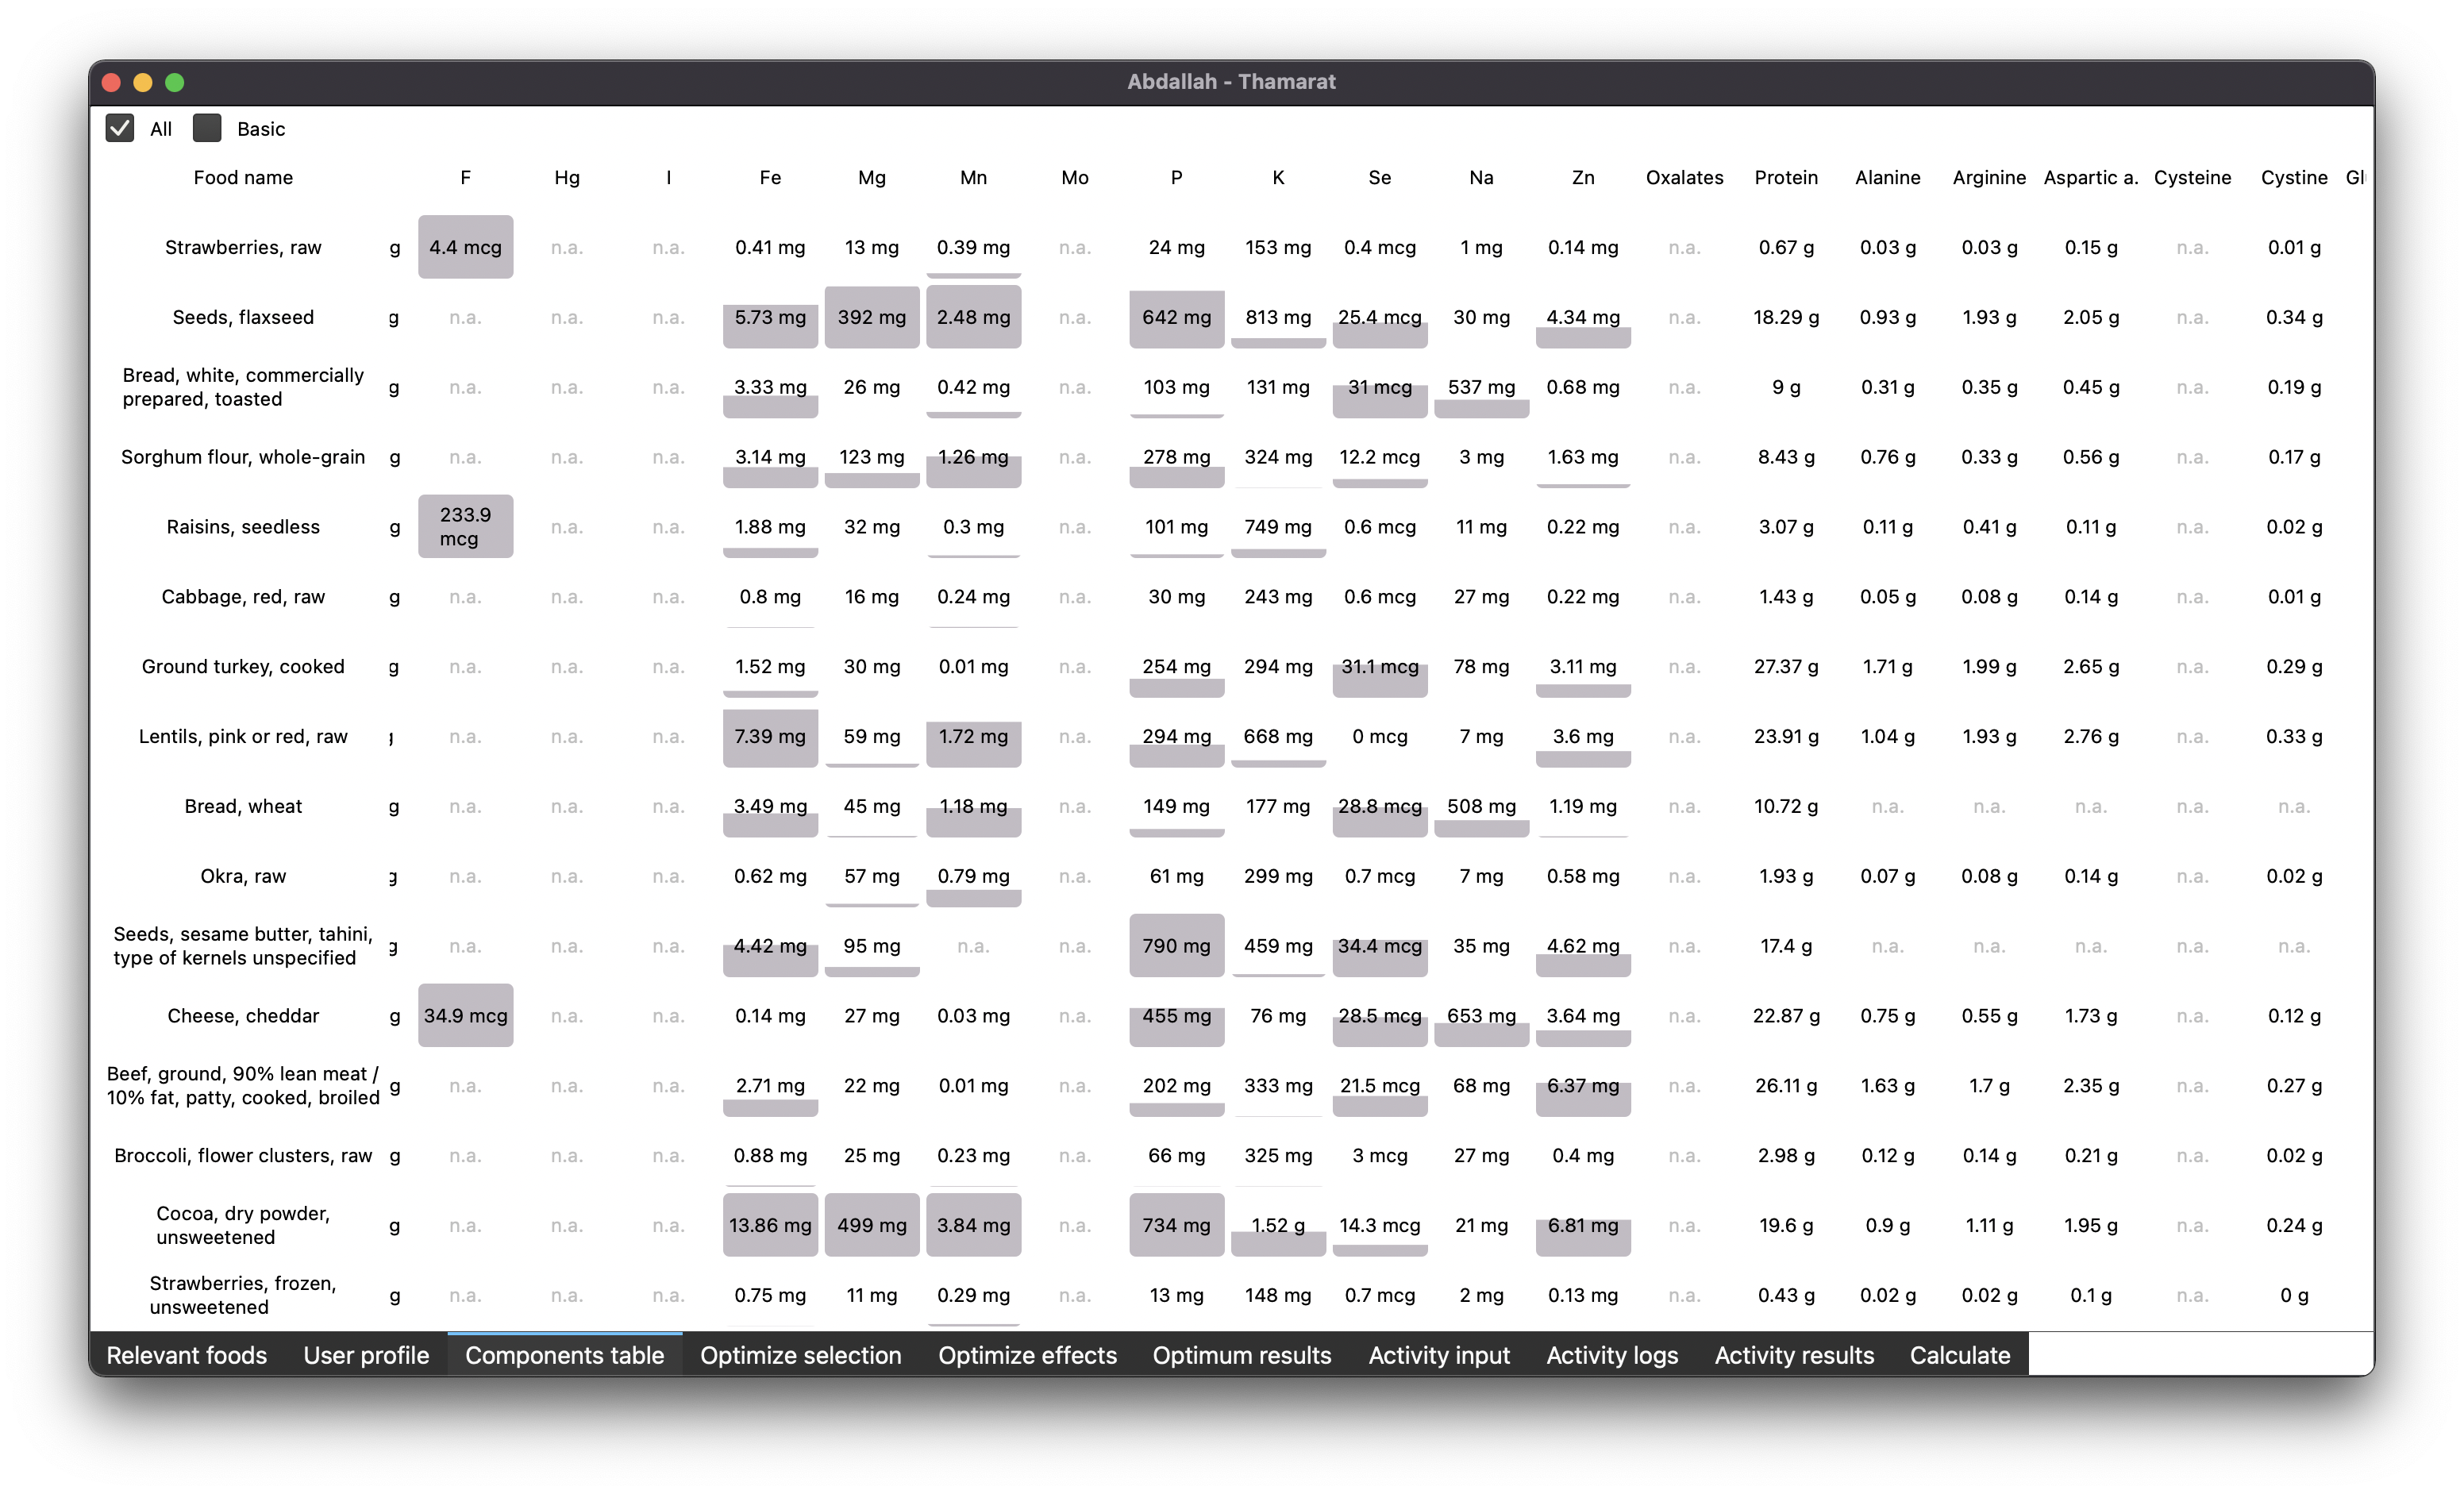 Abdallah - Thamarat
All Basic
Food name F Hg I Fe Mg Mn Mo P K Se Na Zn Oxalates Protein Alanine Arginine Aspartic a. Cysteine Cystine
Strawberries, raw g 4.4 mcg n.a. n.a. 0.41 mg 13 mg 0.39 mg n.a. 24 mg 153 mg 0.4 mcg 1 mg 0.14 mg n.a. 0.67 g 0.03 g 0.03 g 0.15 g n.a. 0.01 g
Seeds, flaxseed g n.a. n.a. n.a. 5.73 mg 392 mg 2.48 mg n.a. 642 mg 813 mg 25.4 mcg 30 mg 4.34 mg n.a. 18.29 g 0.93 g 1.93 g 2.05 g n.a. 0.34 g
Bread, white, commercially
prepared, toasted g n.a. n.a. n.a. 3.33 mg 26 mg 0.42 mg n.a. 103 mg 131 mg 31 mcg 537 mg 0.68 mg n.a. 9 g 0.31 g 0.35 g 0.45 g n.a. 0.19 g
Sorghum flour, whole-grain g n.a. n.a. n.a. 3.14 mg 123 mg 1.26 mg n.a. 278 mg 324 mg 12.2 mcg 3 mg 1.63 mg n.a. 8.43 g 0.76 g 0.33 g 0.56 g n.a. 0.17 g
Raisins, seedless g 233.9
mcg n.a. n.a. 1.88 mg 32 mg 0.3 mg n.a. 101 mg 749 mg 0.6 mcg 11 mg 0.22 mg n.a. 3.07 g 0.11 g 0.41 g 0.11 g n.a. 0.02 g
Cabbage, red, raw g n.a. n.a. n.a. 0.8 mg 16 mg 0.24 mg n.a. 30 mg 243 mg 0.6 mcg 27 mg 0.22 mg n.a. 1.43 g 0.05 g 0.08 g 0.14 g n.a. 0.01 g
Ground turkey, cooked g n.a. n.a. n.a. 1.52 mg 30 mg 0.01 mg n.a. 254 mg 294 mg 31.1 mcg 78 mg 3.11 mg n.a. 27.37 g 1.71 g 1.99 g 2.65 g n.a. 0.29 g
Lentils, pink or red, raw n.a. n.a. n.a. 7.39 mg 59 mg 1.72 mg n.a. 294 mg 668 mg 0 mcg 7 mg 3.6 mg n.a. 23.91 g 1.04 g 1.93 g 2.76 g n.a. 0.33 g
Bread, wheat g n.a. n.a. n.a. 3.49 mg 45 mg 1.18 mg n.a. 149 mg 177 mg 28.8 mcg 508 mg 1.19 mg n.a. 10.72 g n.a. n.a. n.a. n.a. n.a.
Okra, raw g n.a. n.a. n.a. 0.62 mg 57 mg 0.79 mg n.a. 61 mg 299 mg 0.7 mcg 7 mg 0.58 mg n.a. 1.93 g 0.07 g 0.08 g 0.14 g n.a. 0.02 g
Seeds, sesame butter, tahini,
type of kernels unspecified g n.a. n.a. n.a. 4.42 mg 95 mg n.a. n.a. 790 mg 459 mg 34.4 mcg 35 mg 4.62 mg n.a. 17.4 g n.a. n.a. n.a. n.a. n.a.
Cheese, cheddar g 34.9 mcg n.a. n.a. 0.14 mg 27 mg 0.03 mg n.a. 455 mg 76 mg 28.5 mcg 653 mg 3.64 mg n.a. 22.87 g 0.75 g 0.55 g 1.73 g n.a. 0.12 g
Beef, ground, 90% lean meat /
10% fat, patty, cooked, broiled g n.a. n.a. n.a. 2.71 mg 22 mg 0.01 mg n.a. 202 mg 333 mg 21.5 mcg 68 mg 6.37 mg n.a. 26.11 g 1.63 g 1.7 g 2.35 g n.a. 0.27 g
Broccoli, flower clusters, raw g n.a. n.a. n.a. 0.88 mg 25 mg 0.23 mg n.a. 66 mg 325 mg 3 mcg 27 mg 0.4 mg n.a. 2.98 g 0.12 g 0.14 g 0.21 g n.a. 0.02 g
Cocoa, dry powder,
unsweetened g n.a. n.a. n.a. 13.86 mg 499 mg 3.84 mg n.a. 734 mg 1.52 g 14.3 mcg 21 mg 6.81 mg n.a. 19.6 g 0.9 g 1.11 g 1.95 g n.a. 0.24 g
Strawberries, frozen,
unsweetened g n.a. n.a. n.a. 0.75 mg 11 mg 0.29 mg n.a. 13 mg 148 mg 0.7 mcg 2 mg 0.13 mg n.a. 0.43 g 0.02 g 0.02 g 0.1 g n.a. 0 g
Relevant foods User profile Components table Optimize selection Optimize effects Optimum results Activity input Activity logs Activity results Calculate